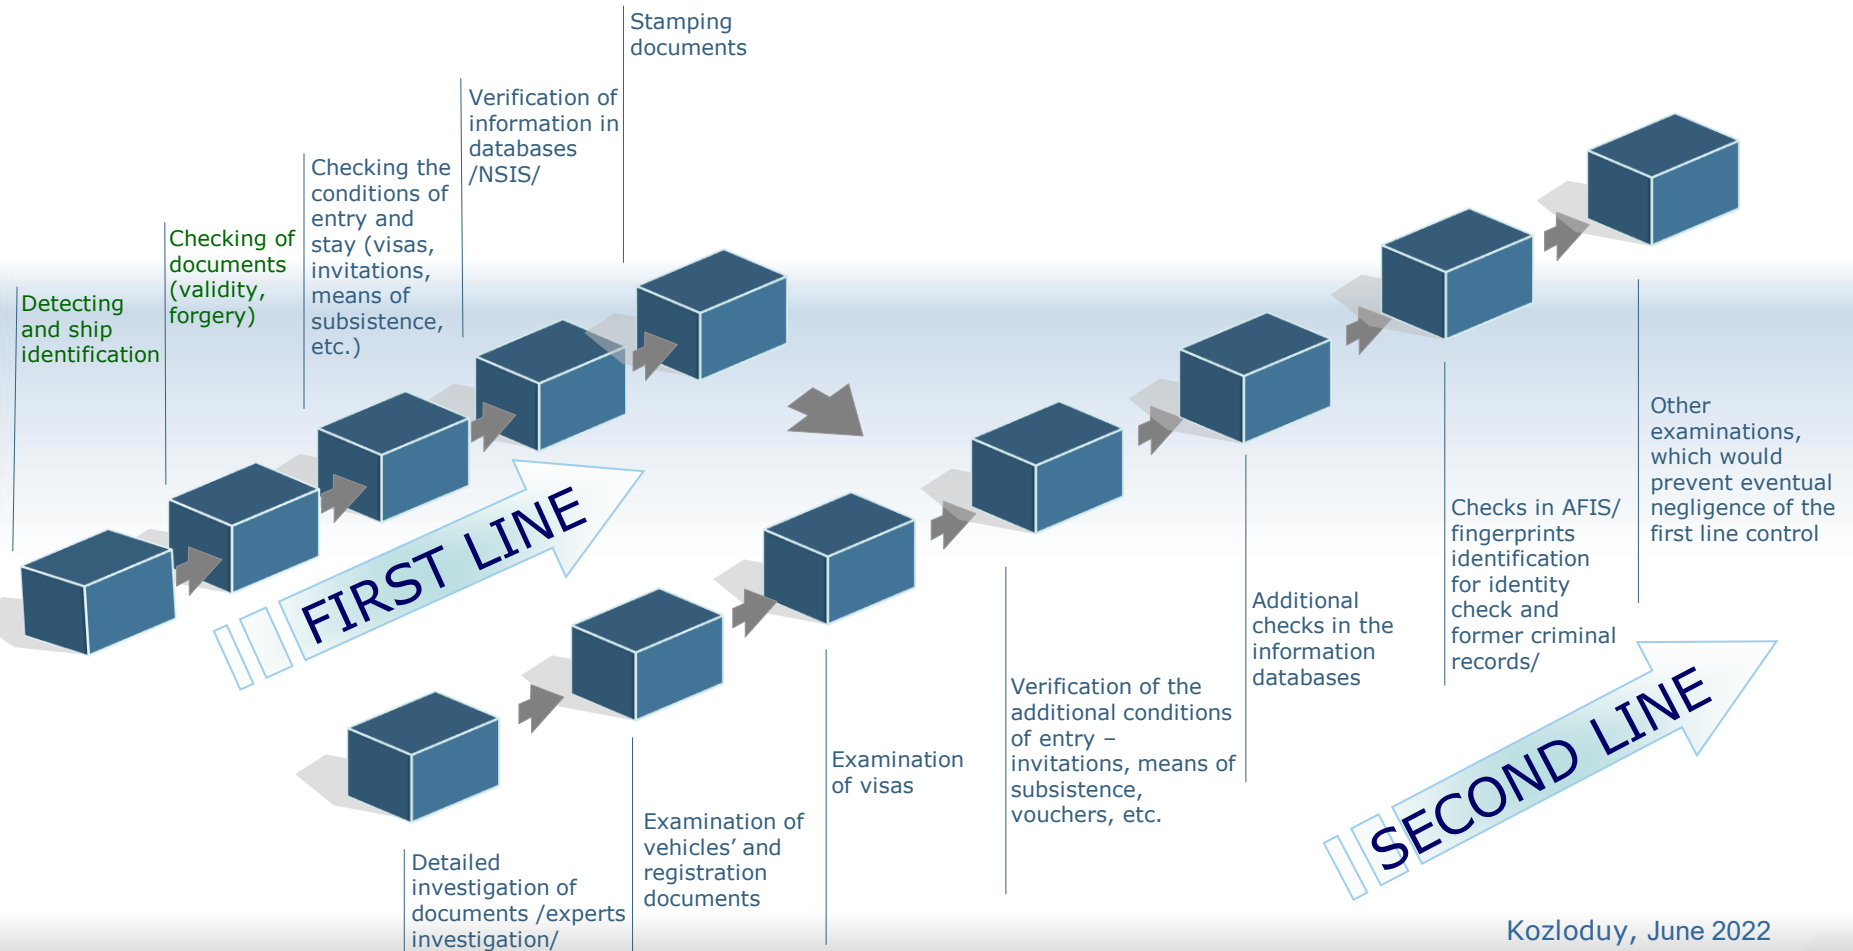 Stamping
documents
Verification of
information in
databases
/NSIS/
Checking the
conditions of
entry and
stay (visas,
invitations,
means of
subsistence,
etc.)
Checking of
documents
(validity,
forgery)
Detecting
and ship
identification
FIRST LINE
Detailed
investigation of
documents /experts
investigation/
Examination of
vehicles’ and
registration
documents
Examination
of visas
Verification of the
additional conditions
of entry –
invitations, means of
subsistence,
vouchers, etc.
Additional
checks in the
information
databases
Checks in AFIS/
fingerprints
identification
for identity
check and
former criminal
records/
Other
examinations,
which would
prevent eventual
negligence of the
first line control
SECOND LINE
Kozloduy, June 2022